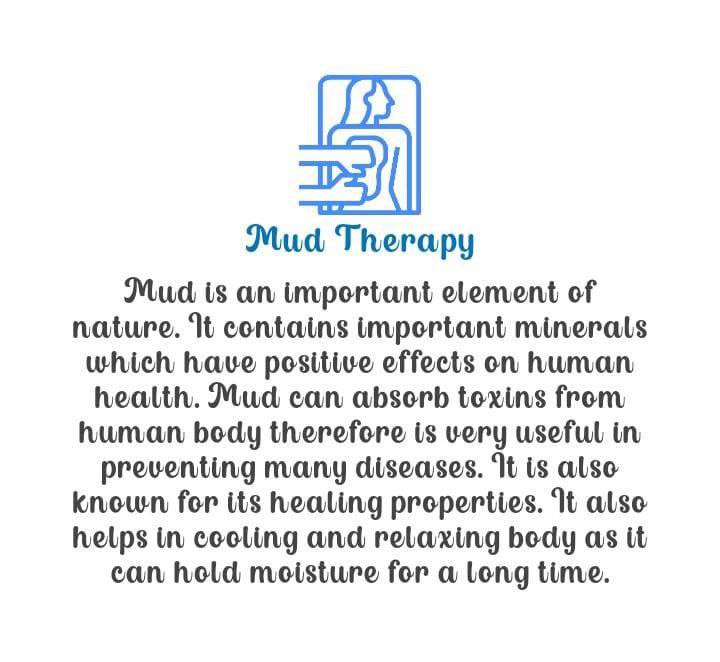 Mud Therapy
Mud is an important element of
nature. It contains important minerals
which have positive effects on human
health. Mud can absorb toxins from
human body therefore is very useful in
preventing many diseases. It is also
known for its healing properties. It also
helps in cooling and relaxing body as it
can hold moisture for a long time.